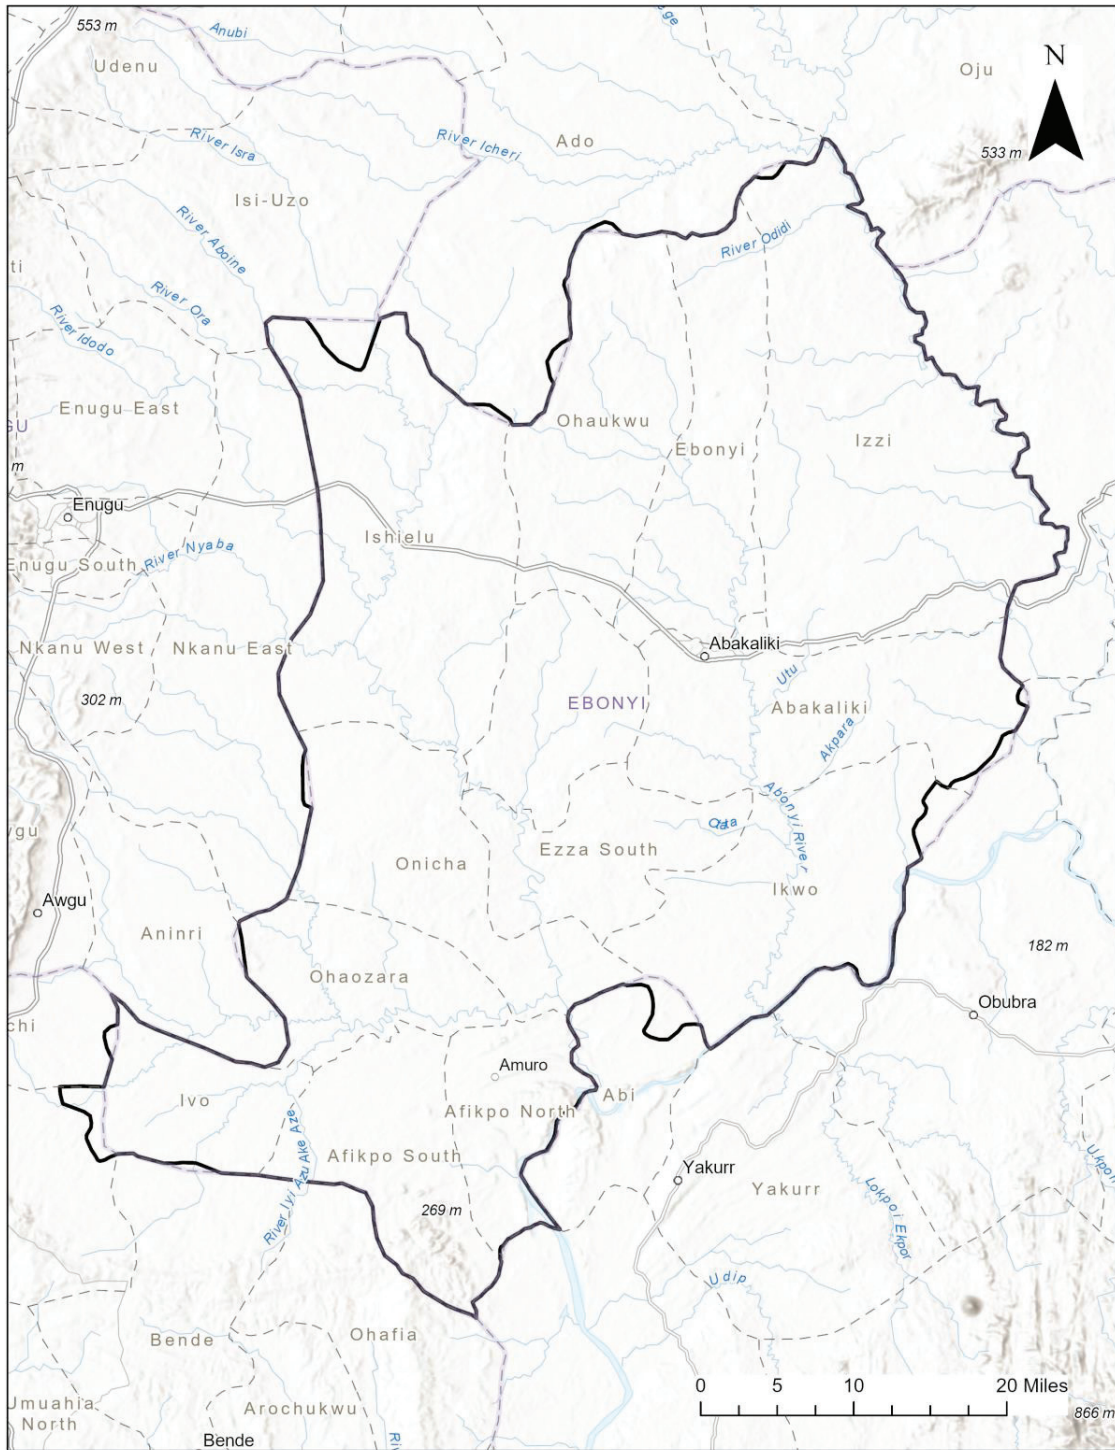 553 m
Anubi
Udenu
Oju
N
River Isra
River Icheri
Ado
533 m
Isi-Uzo
River Aboine
River Odidi
River Ora
River Idodo
Enugu East
Ohaukwu
Ebonyi
Izzi
Enugu
Ishielu
River Nyaba
Enugu South
Nkanu West
Nkanu East
Abakaliki
Utu
302 m
EBONYI
Abakaliki
Akpara
Abonyi River
Ezza South
Onicha
Ikwo
Awgu
Aninri
182 m
Ohaozara
Obubra
Amuro
Abi
Ivo
Afikpo North
Afikpo South
River Iyi Azu Ake Aze
Yakurr
Yakurr
269 m
Lokpoi Ekpor
Udip
Bende
Ohafia
0 5 10 20 Miles
Umuahia
North
Arochukwu
866 m
Bende